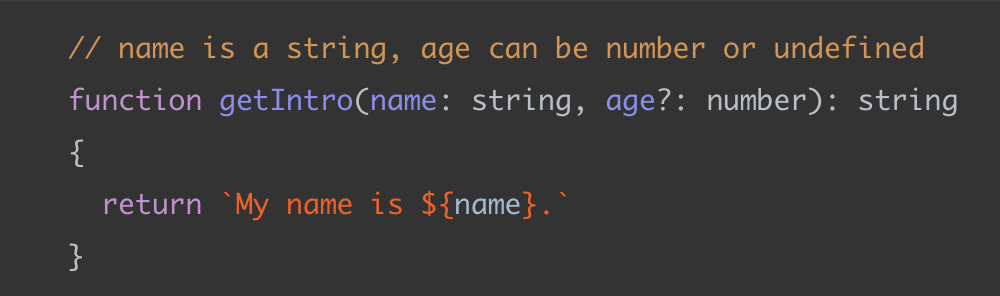 // name is a string, age can be number or undefined
function getIntro(name: string, age?: number): string
{
  return `My name is ${name}.`
}